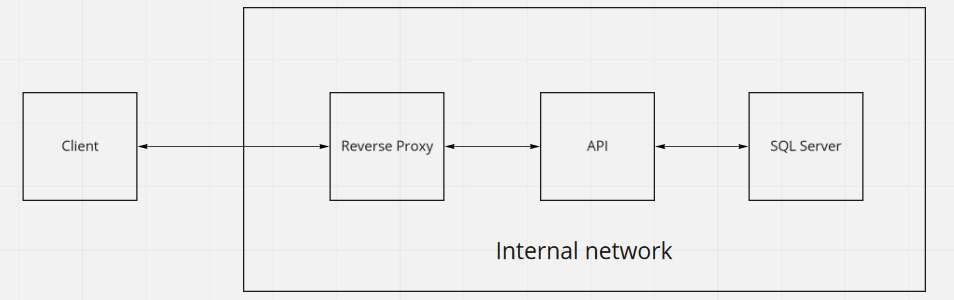 Client
Reverse Proxy
API
SQL Server
Internal network